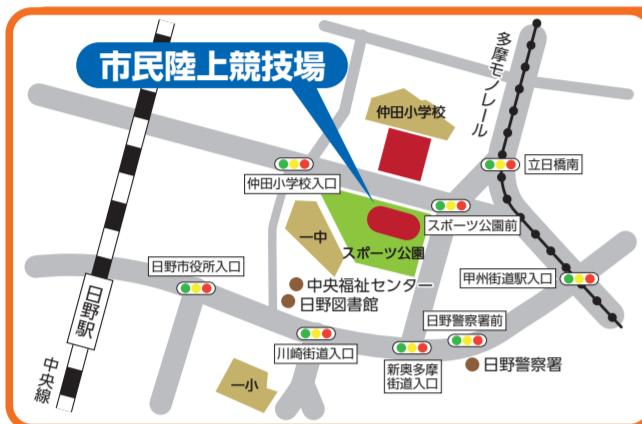 市民陸上競技場
多摩モノレール
仲田小学校
立日橋南
仲田小学校入口
スポーツ公園前
一中
スポーツ公園
日野市役所入口
中央福祉センター
日野図書館
甲州街道駅入口
日野警察署前
日野駅
川崎街道入口
新奥多摩
街道入口
日野警察署
一小
中央線